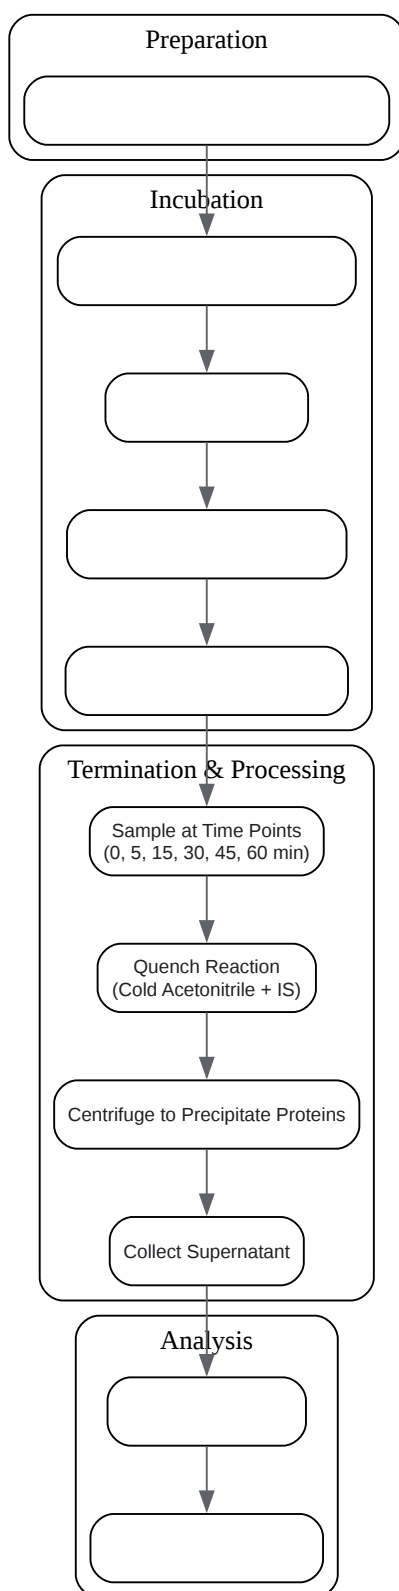 Preparation
Incubation
Termination & Processing
Sample at Time Points
(0, 5, 15, 30, 45, 60 min)
Quench Reaction
(Cold Acetonitrile + IS)
Centrifuge to Precipitate Proteins
Collect Supernatant
Analysis